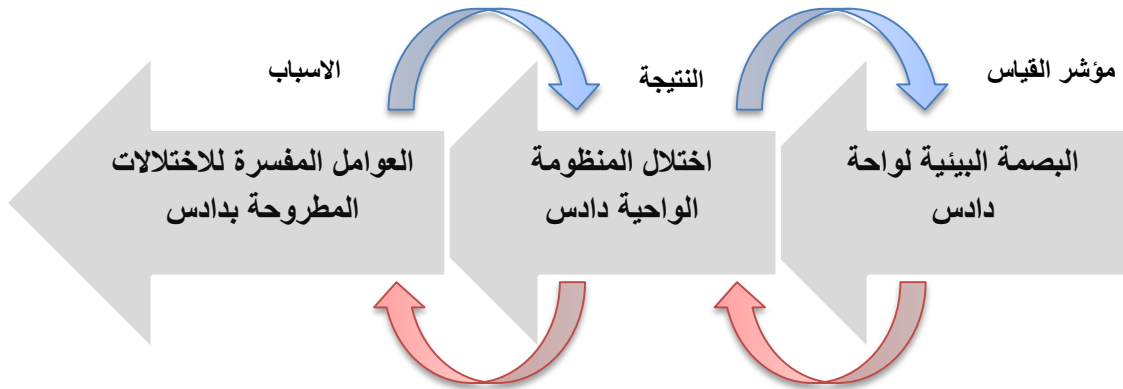 مؤشر القياس
النتيجة
الاسباب
البصمة البيئية لواحة
دادس
اختلال المنظومة
الواحية دادس
العوامل المفسرة للاختلالات
المطروحة بدادس